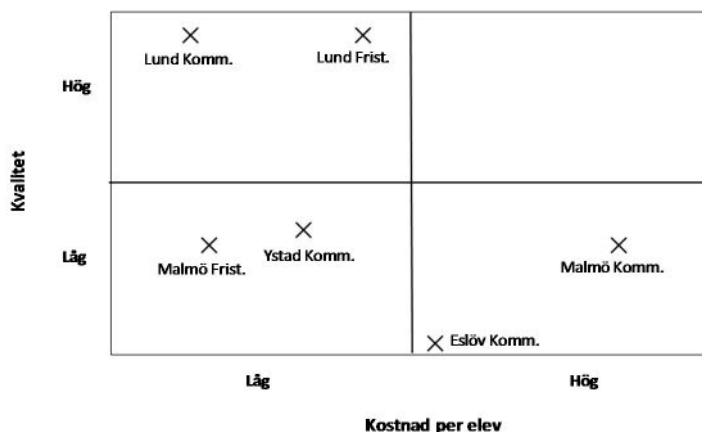 Lund Komm.
Lund Frist.
Hög
Kvalitet
Låg
Malmö Frist.
Ystad Komm.
Malmö Komm.
Eslöv Komm.
Låg
Hög
Kostnad per elev